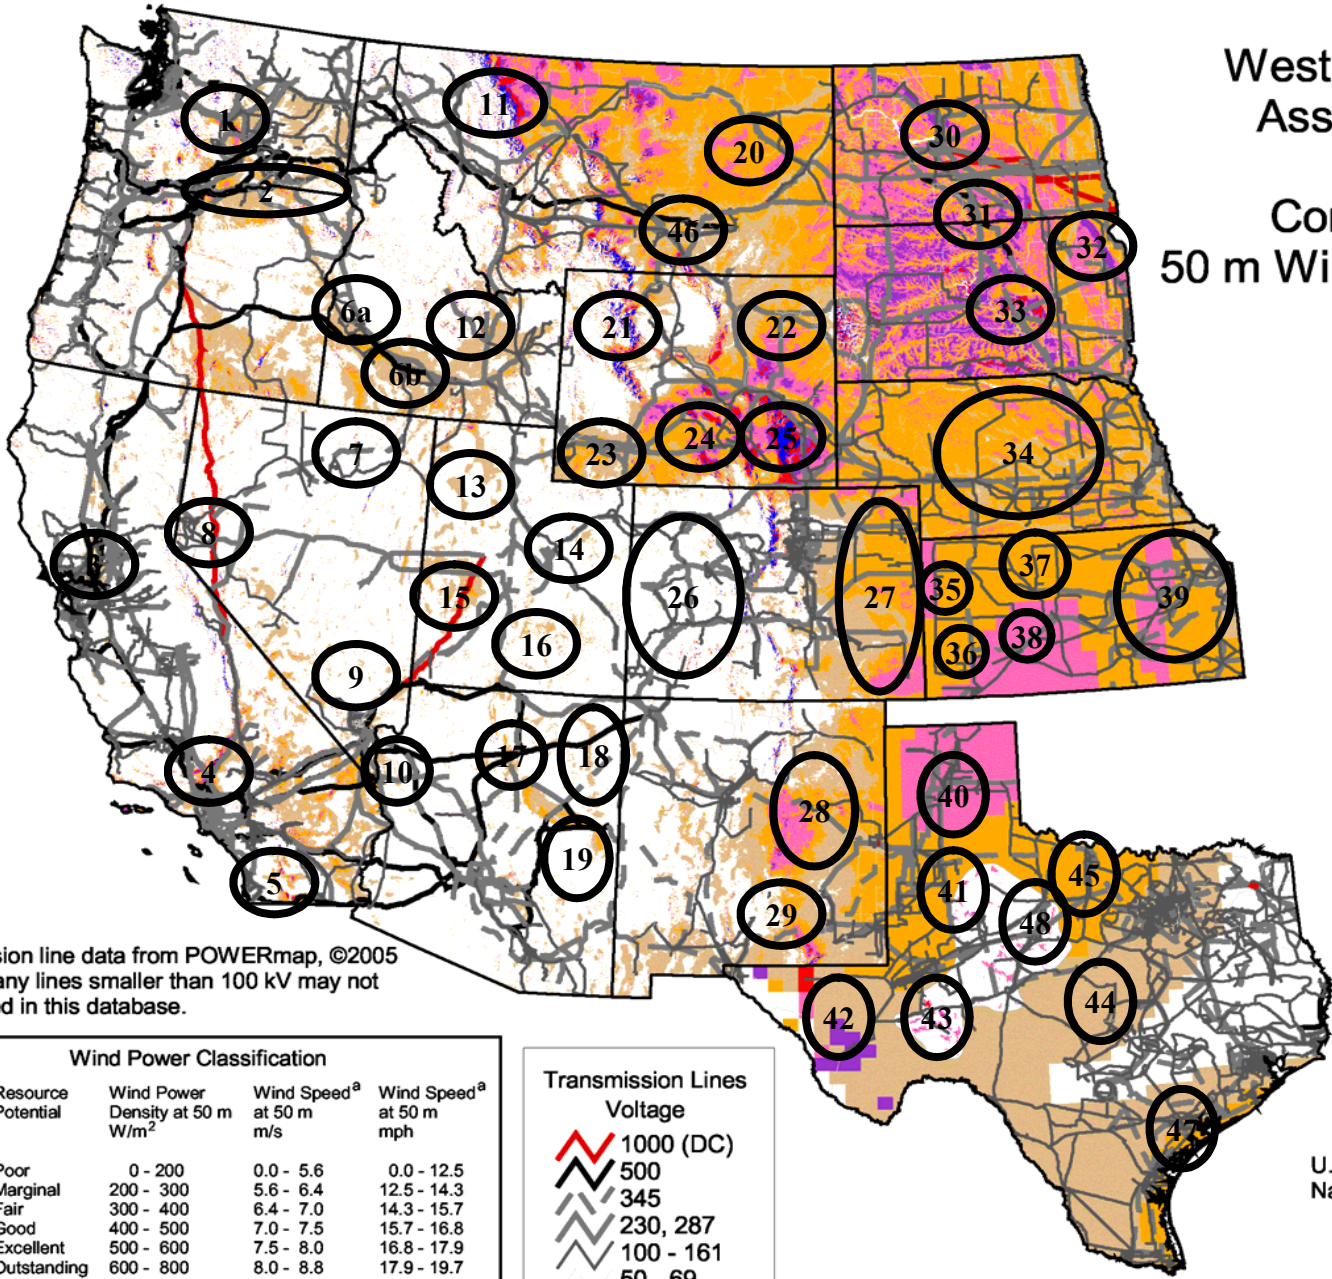 West
Ass
Cor
50 m Wi
1
2
3
4
5
6a
6b
7
8
9
10
11
12
13
14
15
16
17
18
19
20
21
22
23
24
25
26
27
28
29
30
31
32
33
34
35
36
37
38
39
40
41
42
43
44
45
46
47
48
sion line data from POWERmap, ©2005
any lines smaller than 100 kV may not
d in this database.
Wind Power Classification
Resource Wind Power Wind Speed a Wind Speed a
Potential Density at 50 m at 50 m at 50 m
W/m2 m/s mph
Poor 0 - 200 0.0 - 5.6 0.0 - 12.5
Marginal 200 - 300 5.6 - 6.4 12.5 - 14.3
Fair 300 - 400 6.4 - 7.0 14.3 - 15.7
Good 400 - 500 7.0 - 7.5 15.7 - 16.8
Excellent 500 - 600 7.5 - 8.0 16.8 - 17.9
Outstanding 600 - 800 8.0 - 8.8 17.9 - 19.7
Transmission Lines
Voltage
1000 (DC)
500
345
230, 287
100 - 161
50 - 69
U.
Na